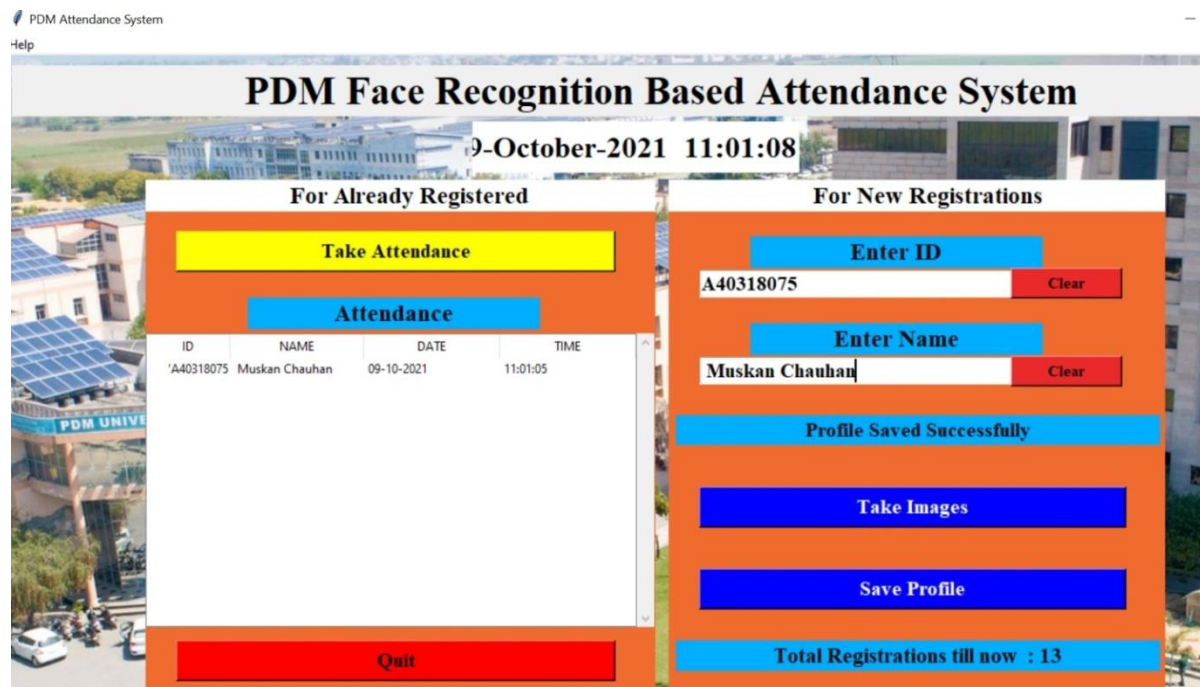 PDM Attendance System
Help
PDM Face Recognition Based Attendance System
9-October-2021 11:01:08
For Already Registered
Take Attendance
Attendance
ID NAME DATE TIME
'A40318075 Muskan Chauhan 09-10-2021 11:01:05
Quit
For New Registrations
Enter ID
A40318075 Clear
Enter Name
Muskan Chauhan Clear
Profile Saved Successfully
Take Images
Save Profile
Total Registrations till now : 13
PDM UNIVE